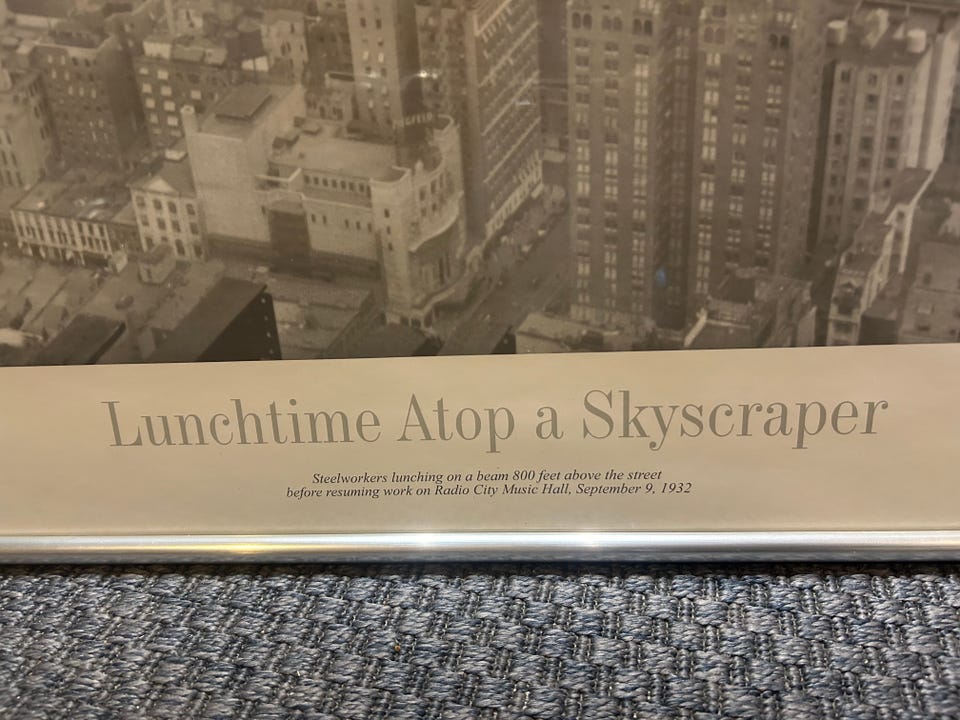 Lunchtime Atop a Skyscraper
Steelworkers lunching on a beam 800 feet above the street
before resuming work on Radio City Music Hall, September 9, 1932